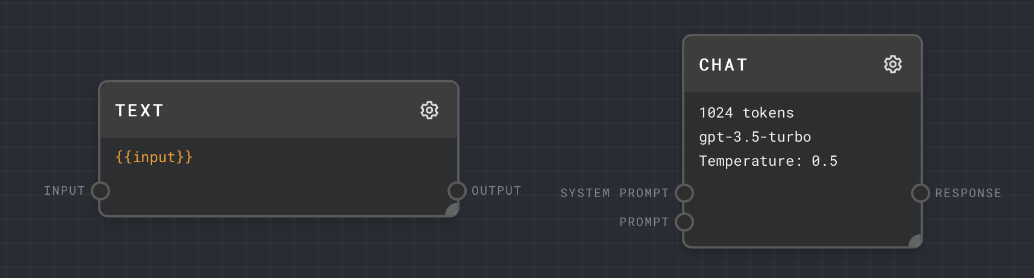 TEXT
{{input}}
INPUT
OUTPUT
CHAT
1024 tokens
gpt-3.5-turbo
Temperature: 0.5
SYSTEM PROMPT
RESPONSE
PROMPT